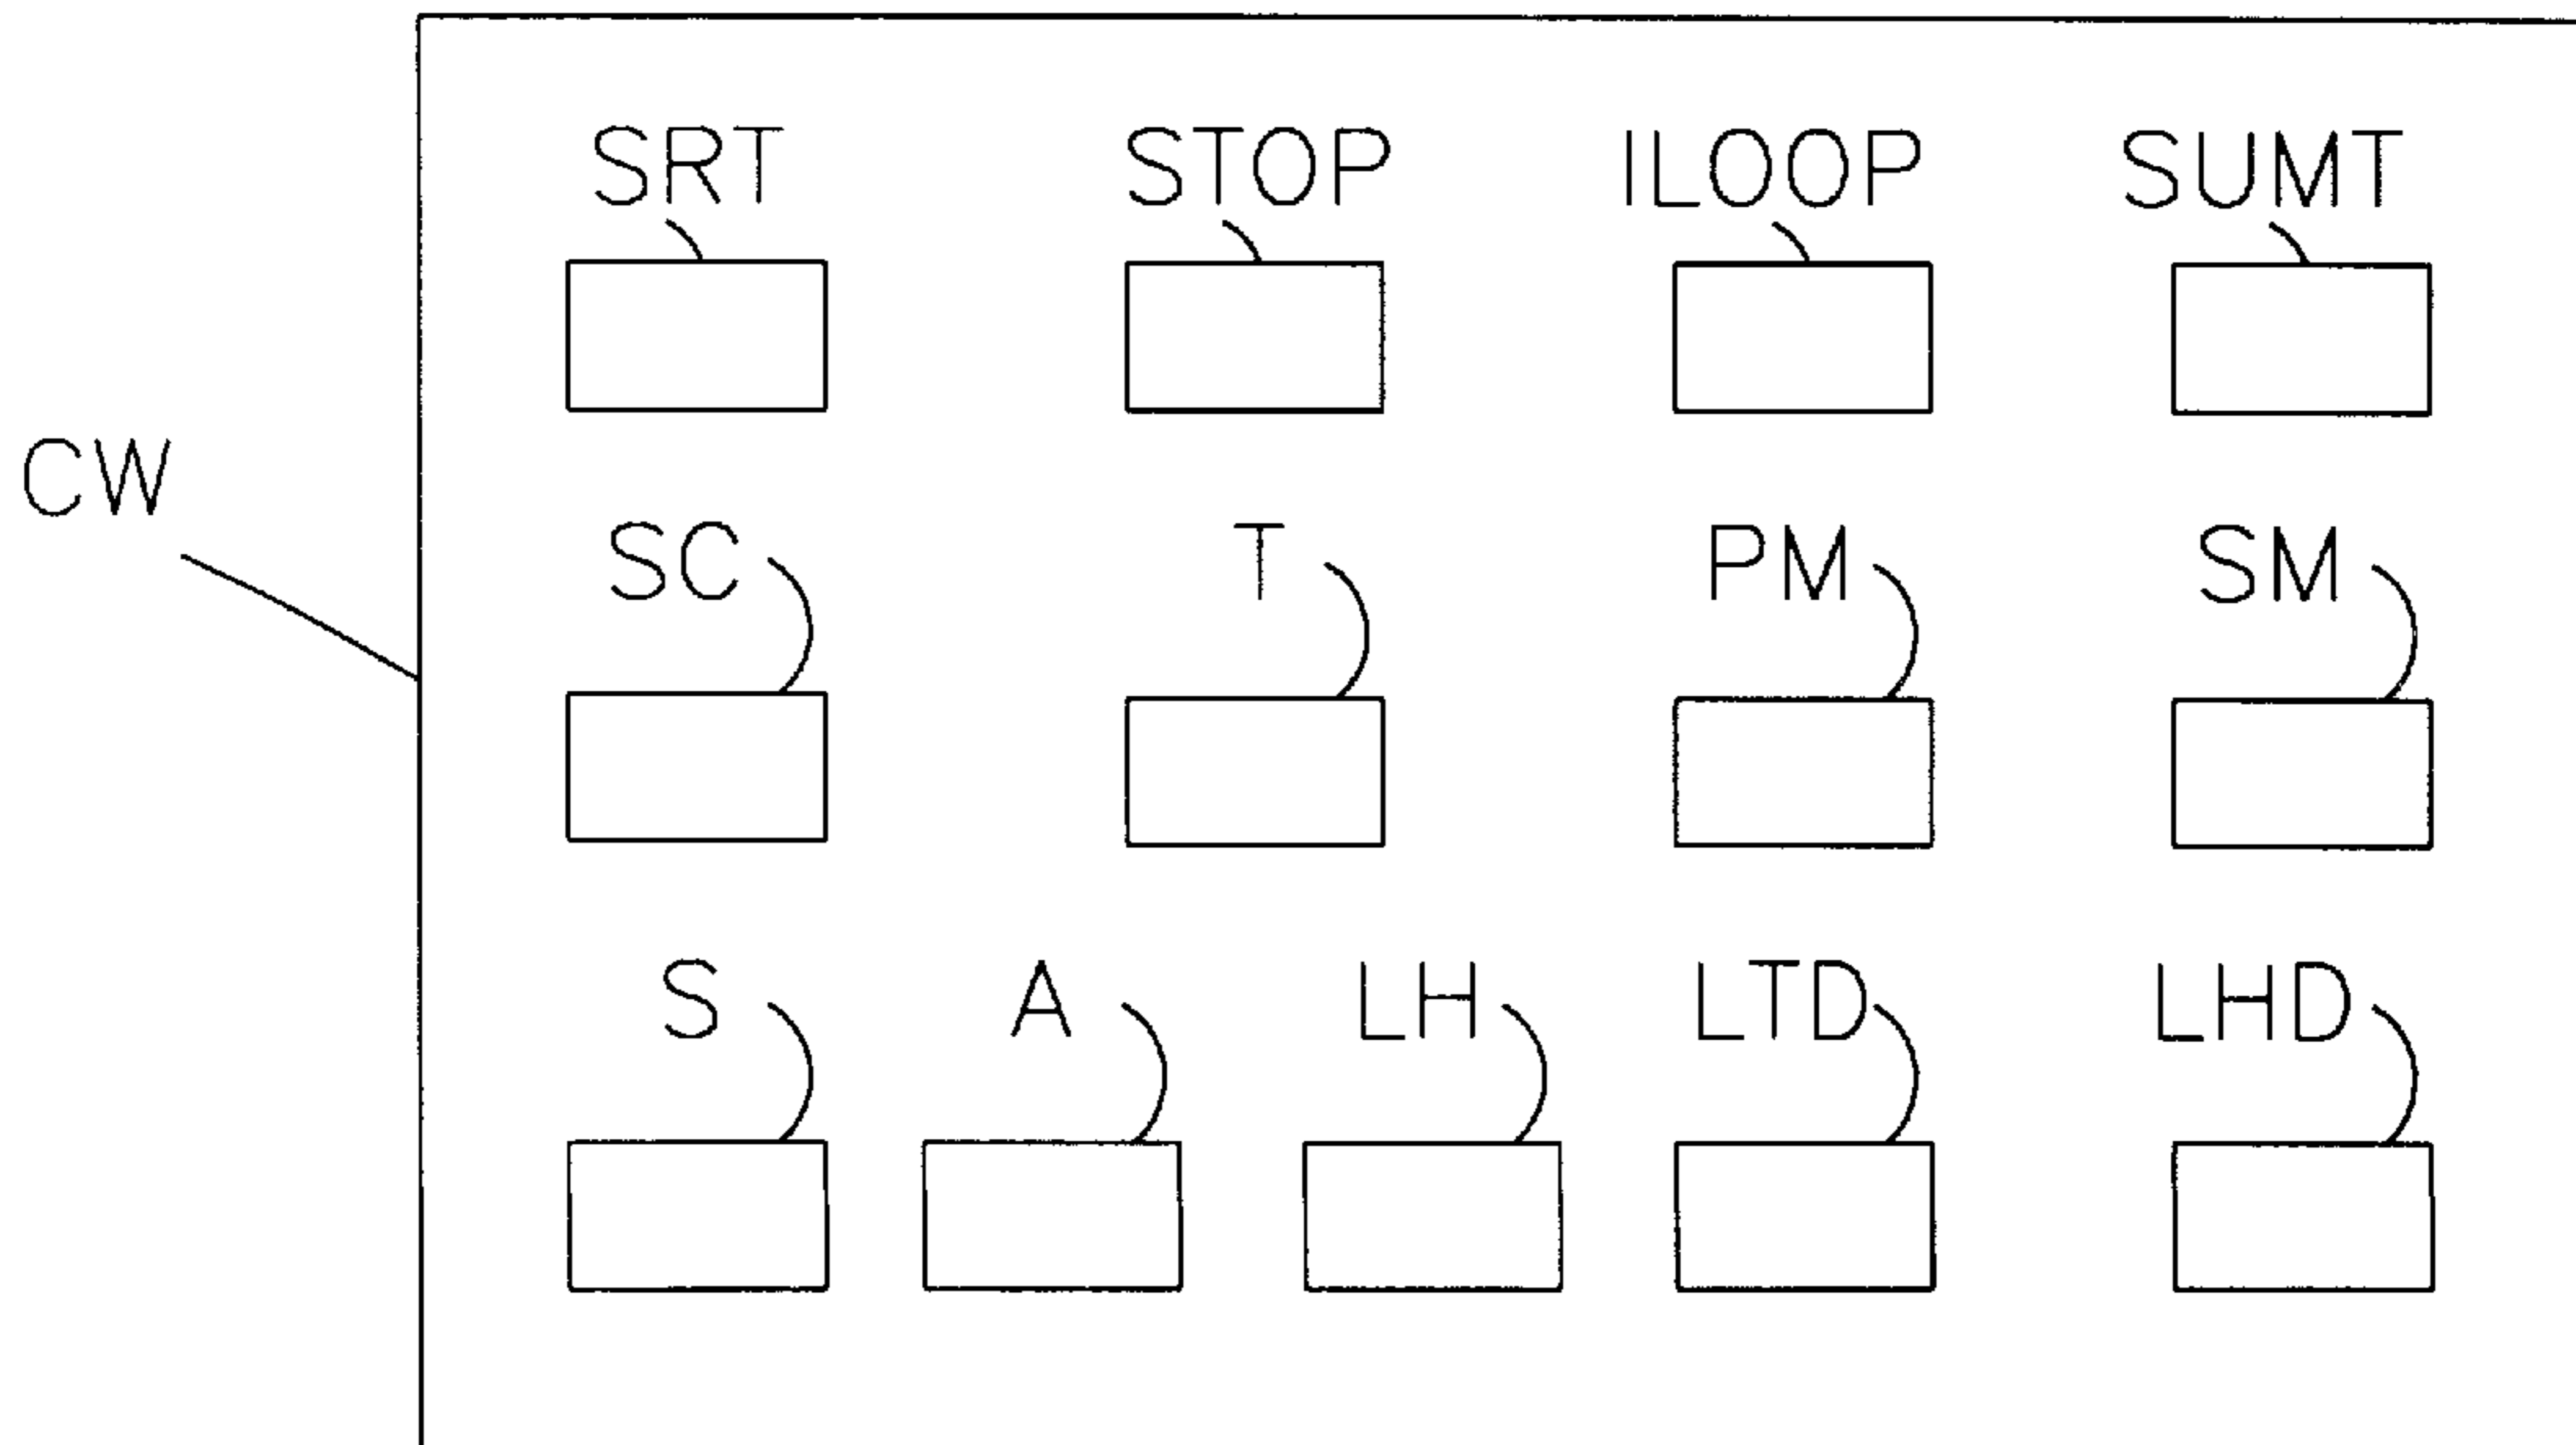 SRT STOP ILOOP SUMT
CW
SC T PM SM
S A LH LTD LHD